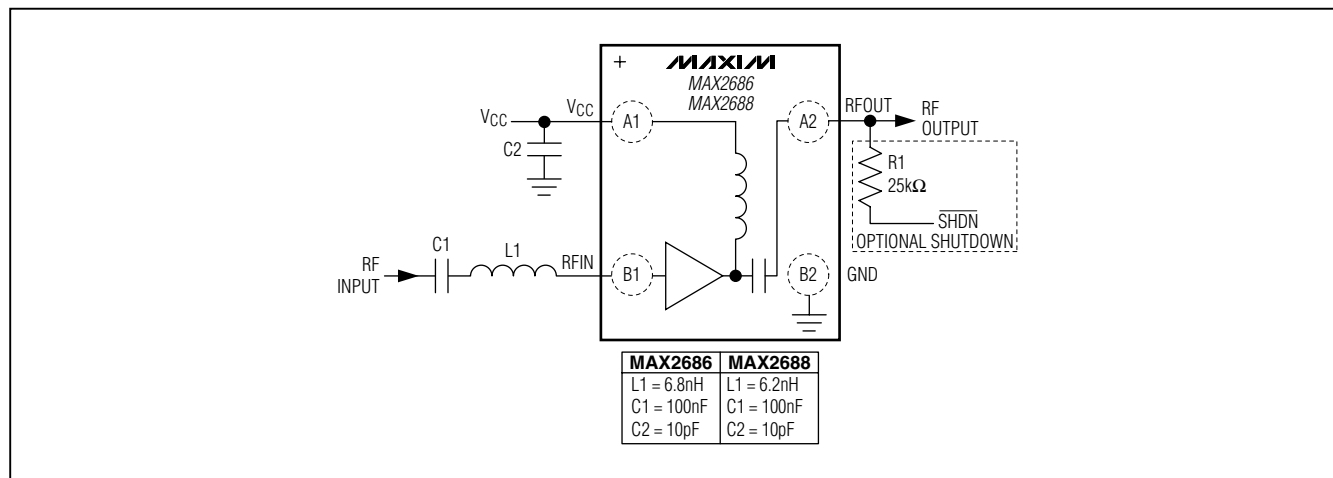 + MAXIM
MAX2686
MAX2688
VCC
VCC
A1
A2
RFOUT
RF
OUTPUT
C2
R1
25kΩ
SHDN
OPTIONAL SHUTDOWN
RF
INPUT
C1
L1
RFIN
B1
B2
GND
MAX2686 MAX2688
L1 = 6.8nH L1 = 6.2nH
C1 = 100nF C1 = 100nF
C2 = 10pF C2 = 10pF